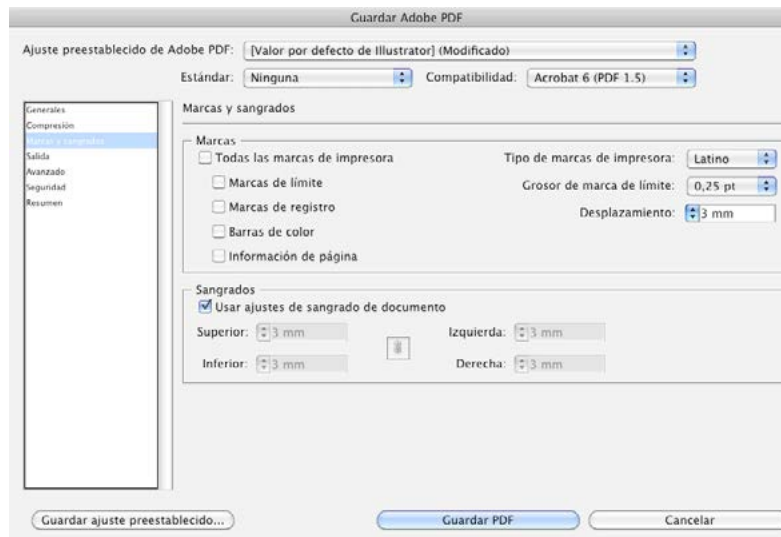 Guardar Adobe PDF
Ajuste preestablecido de Adobe PDF: [Valor por defecto de Illustrator] (Modificado)
Estándar: Ninguna Compatibilidad: Acrobat 6 (PDF 1.5)
Generales
Compresión
Marcas y sangrados
Salida
Avanzado
Seguridad
Resumen
Marcas y sangrados
Marcas
Todas las marcas de impresora Tipo de marcas de impresora: Latino
Marcas de límite Grosor de marca de límite: 0,25 pt
Marcas de registro Desplazamiento: 3 mm
Barras de color
Información de página
Sangrados
Usar ajustes de sangrado de documento
Superior: 3 mm Izquierda: 3 mm
Inferior: 3 mm Derecha: 3 mm
Guardar ajuste preestablecido... Guardar PDF Cancelar